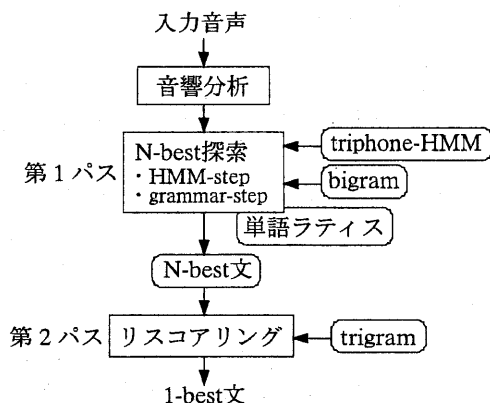 入力音声
音響分析
第1パス
N-best探索
・HMM-step
・grammar-step
triphone-HMM
bigram
単語ラティス
N-best文
第2パス
リスコアリング
trigram
1-best文